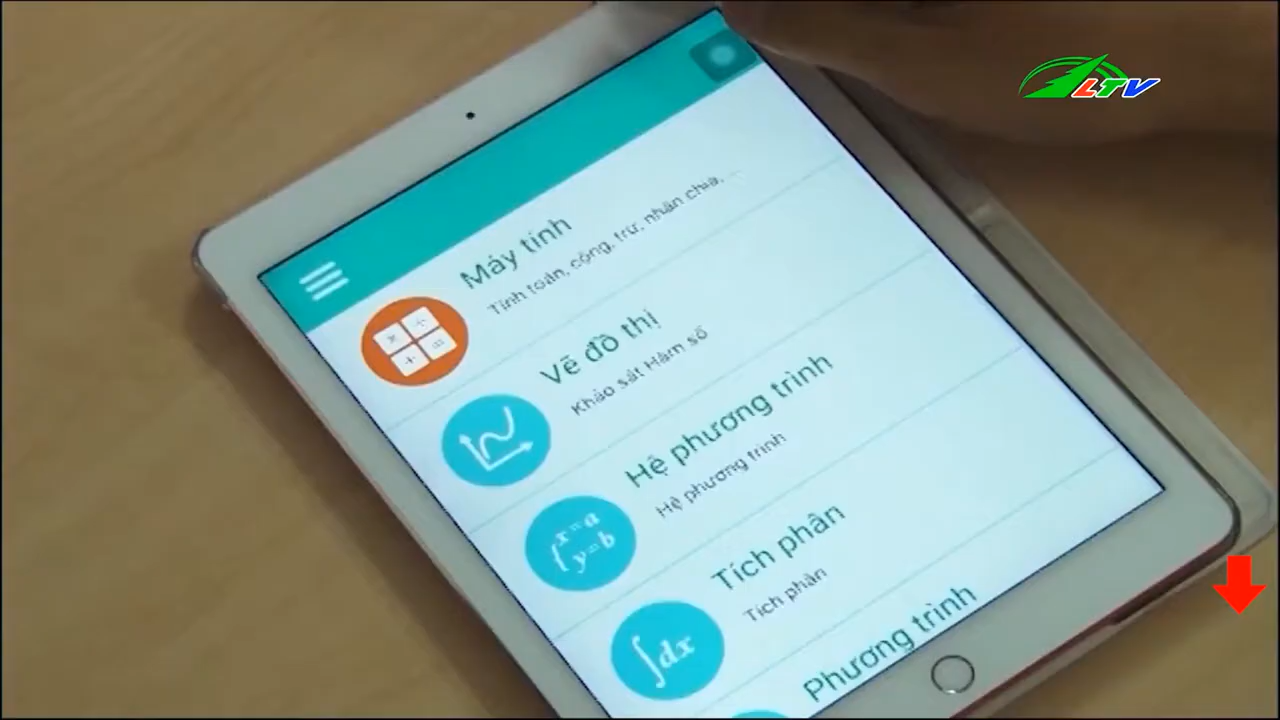 LTV
Máy tính
Tính toán, cộng, trừ, nhân chia, ...
Vẽ đồ thị
Khảo sát Hàm số
Hệ phương trình
Hệ phương trình
x=a
y=b
Tích phân
Tích phân
∫dx
Phương trình